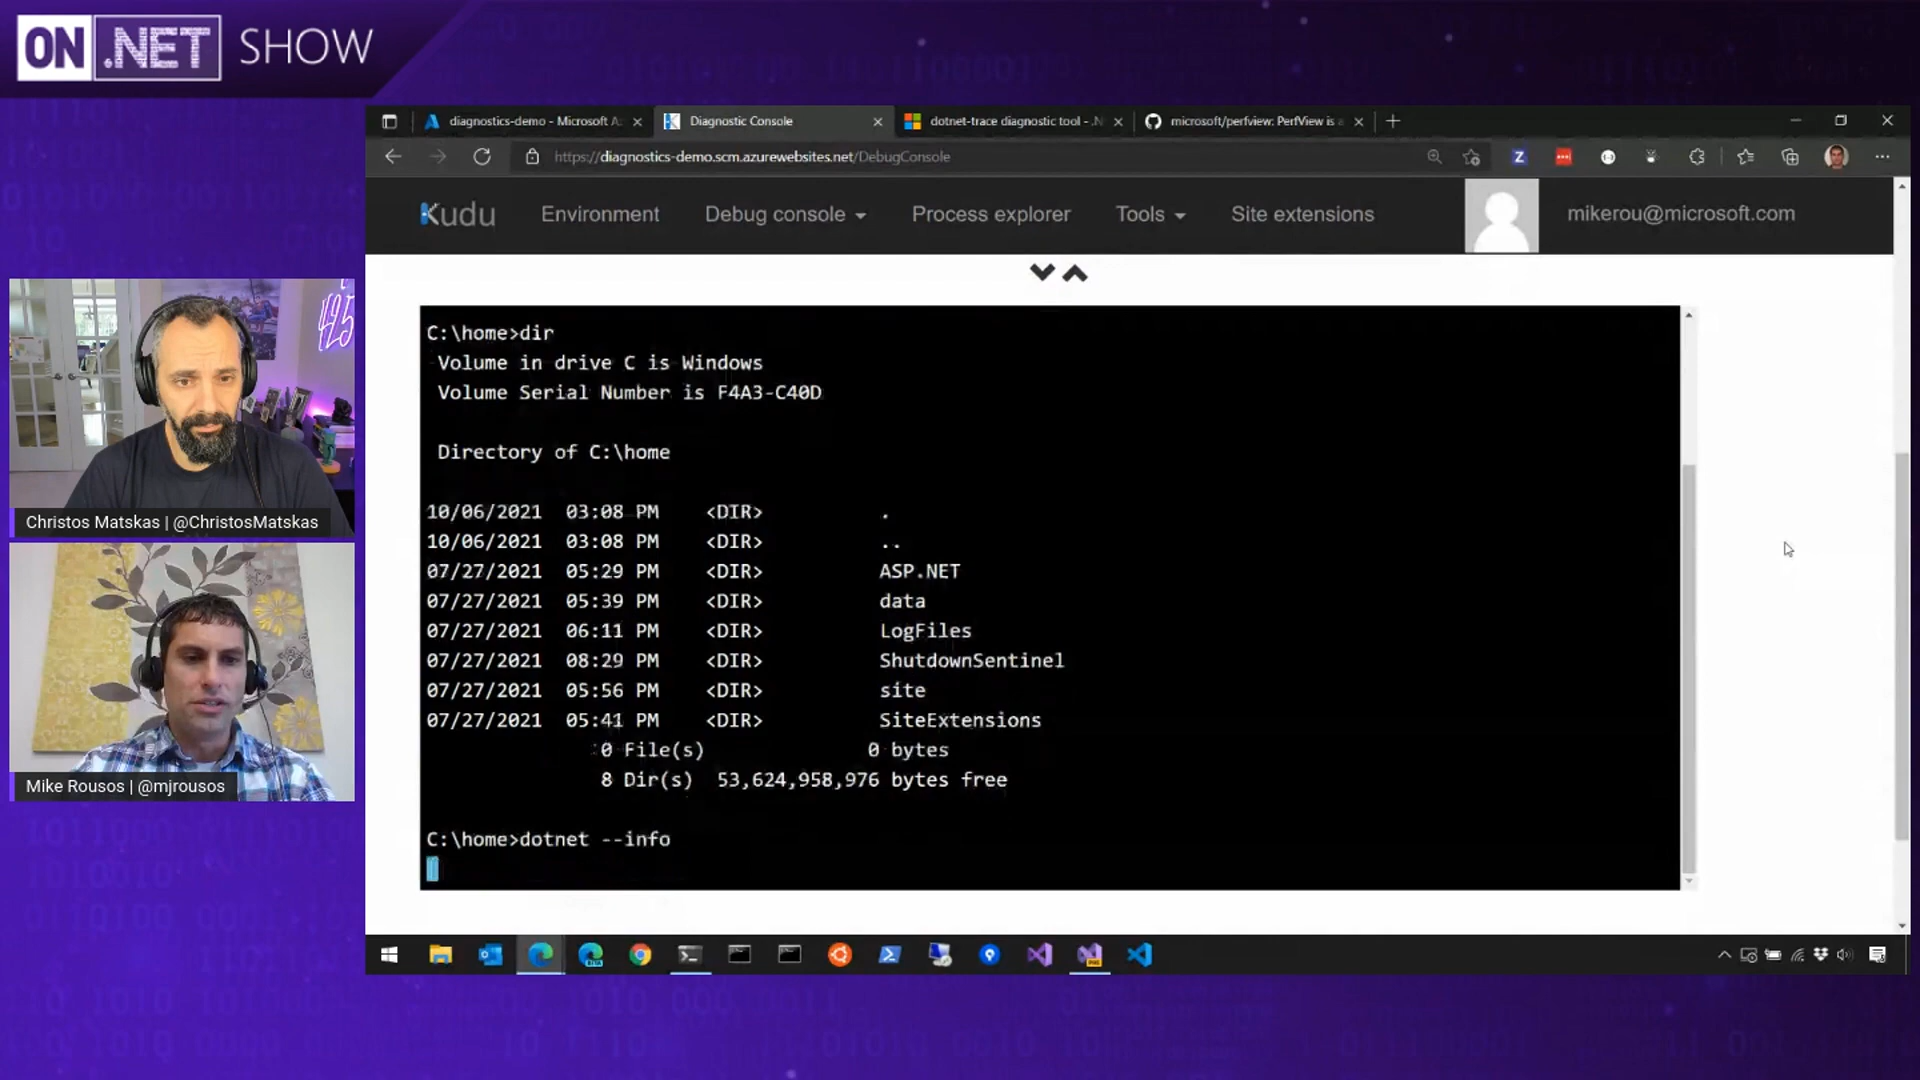 ON .NET SHOW
diagnostics-demo - Microsoft A
Diagnostic Console
dotnet-trace diagnostic tool - .N
microsoft/perfview: PerfView is a
https://diagnostics-demo.scm.azurewebsites.net/DebugConsole
Kudu
Environment
Debug console
Process explorer
Tools
Site extensions
mikerou@microsoft.com
C:\home>dir
Volume in drive C is Windows
Volume Serial Number is F4A3-C40D
Directory of C:\home
10/06/2021 03:08 PM <DIR> .
10/06/2021 03:08 PM <DIR> ..
07/27/2021 05:29 PM <DIR> ASP.NET
07/27/2021 05:39 PM <DIR> data
07/27/2021 06:11 PM <DIR> LogFiles
07/27/2021 08:29 PM <DIR> ShutdownSentinel
07/27/2021 05:56 PM <DIR> site
07/27/2021 05:41 PM <DIR> SiteExtensions
0 File(s) 0 bytes
8 Dir(s) 53,624,958,976 bytes free
C:\home>dotnet --info
Christos Matskas | @ChristosMatskas
Mike Rousos | @mjrousos